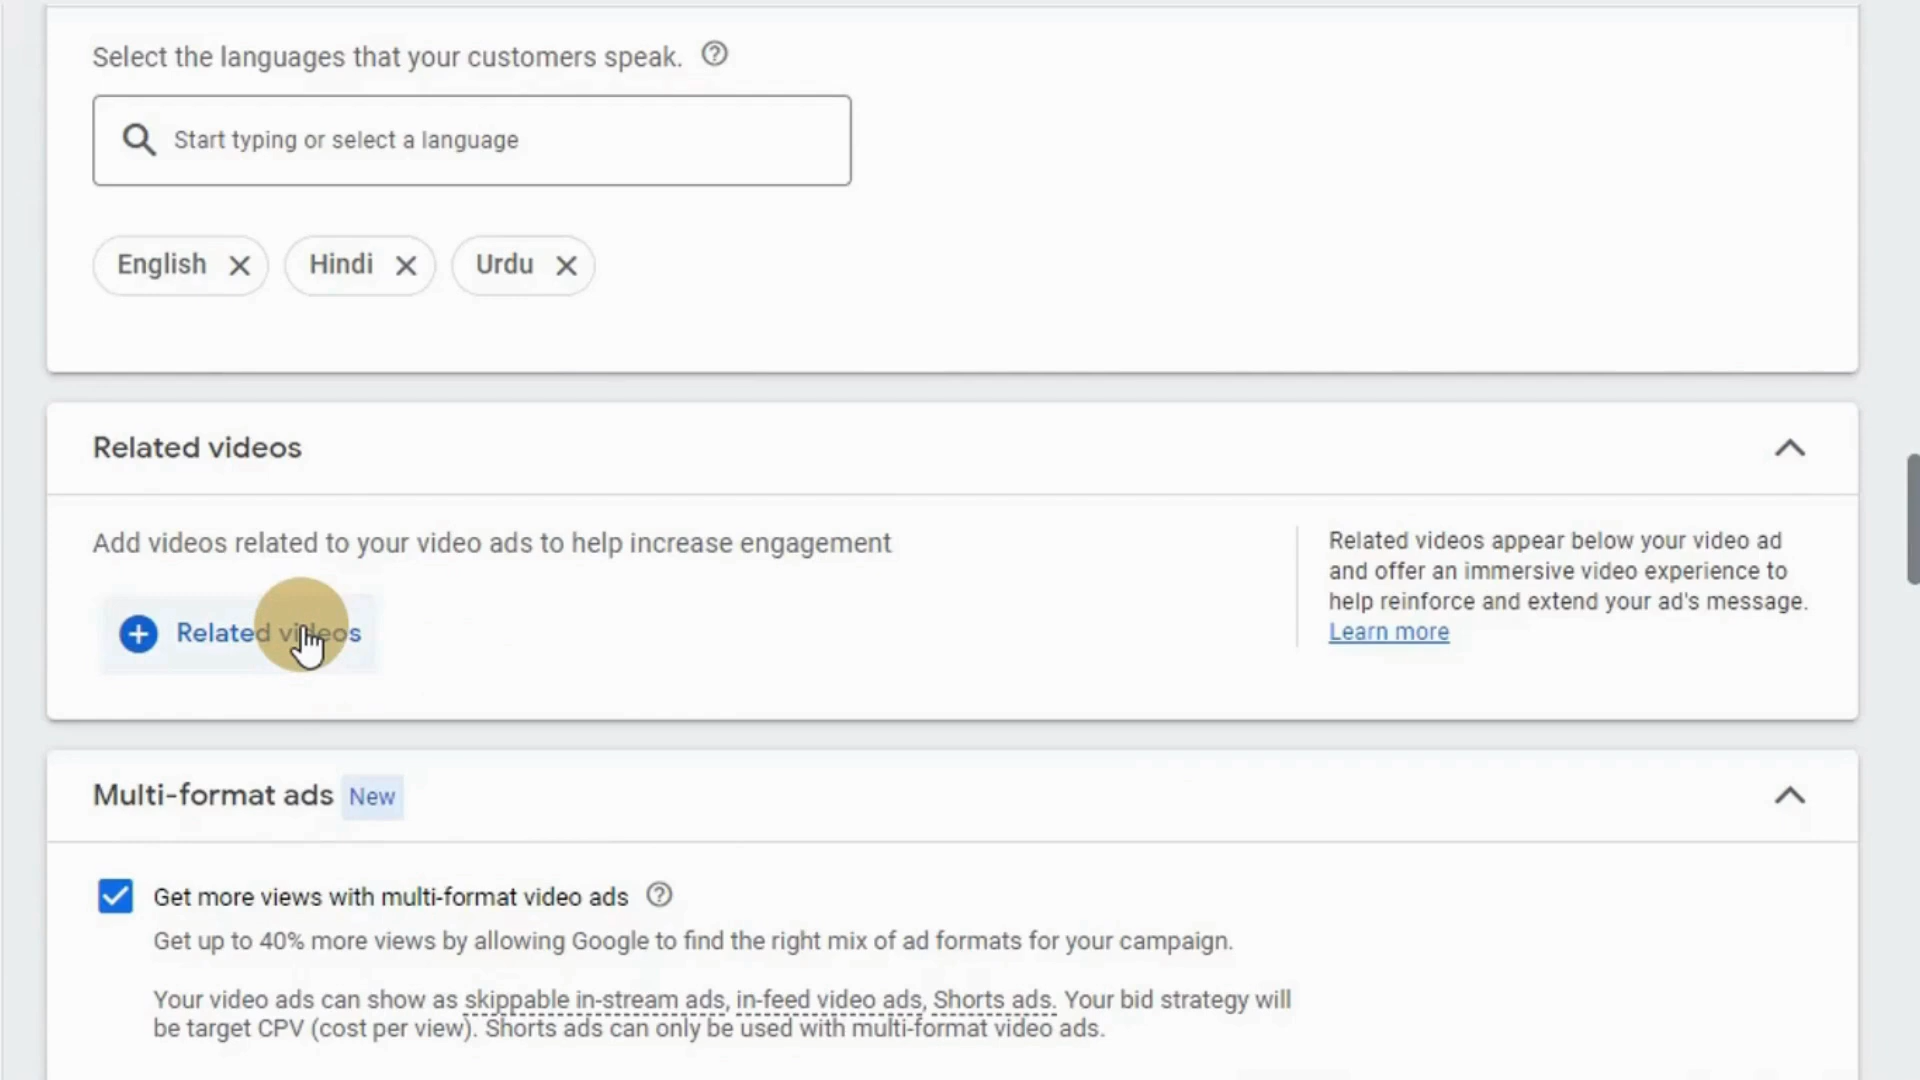 Select the languages that your customers speak.
Start typing or select a language
English
Hindi
Urdu
Related videos
Add videos related to your video ads to help increase engagement
Related videos appear below your video ad
and offer an immersive video experience to
help reinforce and extend your ad's message.
Learn more
Related videos
Multi-format ads New
Get more views with multi-format video ads
Get up to 40% more views by allowing Google to find the right mix of ad formats for your campaign.
Your video ads can show as skippable in-stream ads, in-feed video ads, Shorts ads. Your bid strategy will
be target CPV (cost per view). Shorts ads can only be used with multi-format video ads.